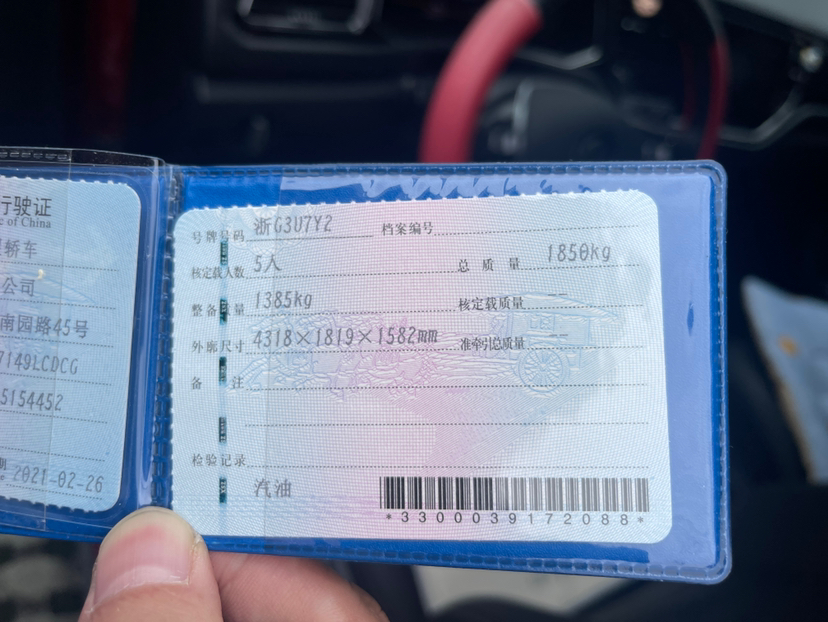 行驶证
e of China
轿车
公司
南园路45号
7149LCDCG
5154452
2021-02-26
号牌号码 浙G3U7Y2 档案编号
核定载人数 5人 总质量 1850kg
整备质量 1385kg 核定载质量 --
外廓尺寸 4318×1819×1582mm 准牵引总质量 --
备注
检验记录
汽油
*3300039172088*